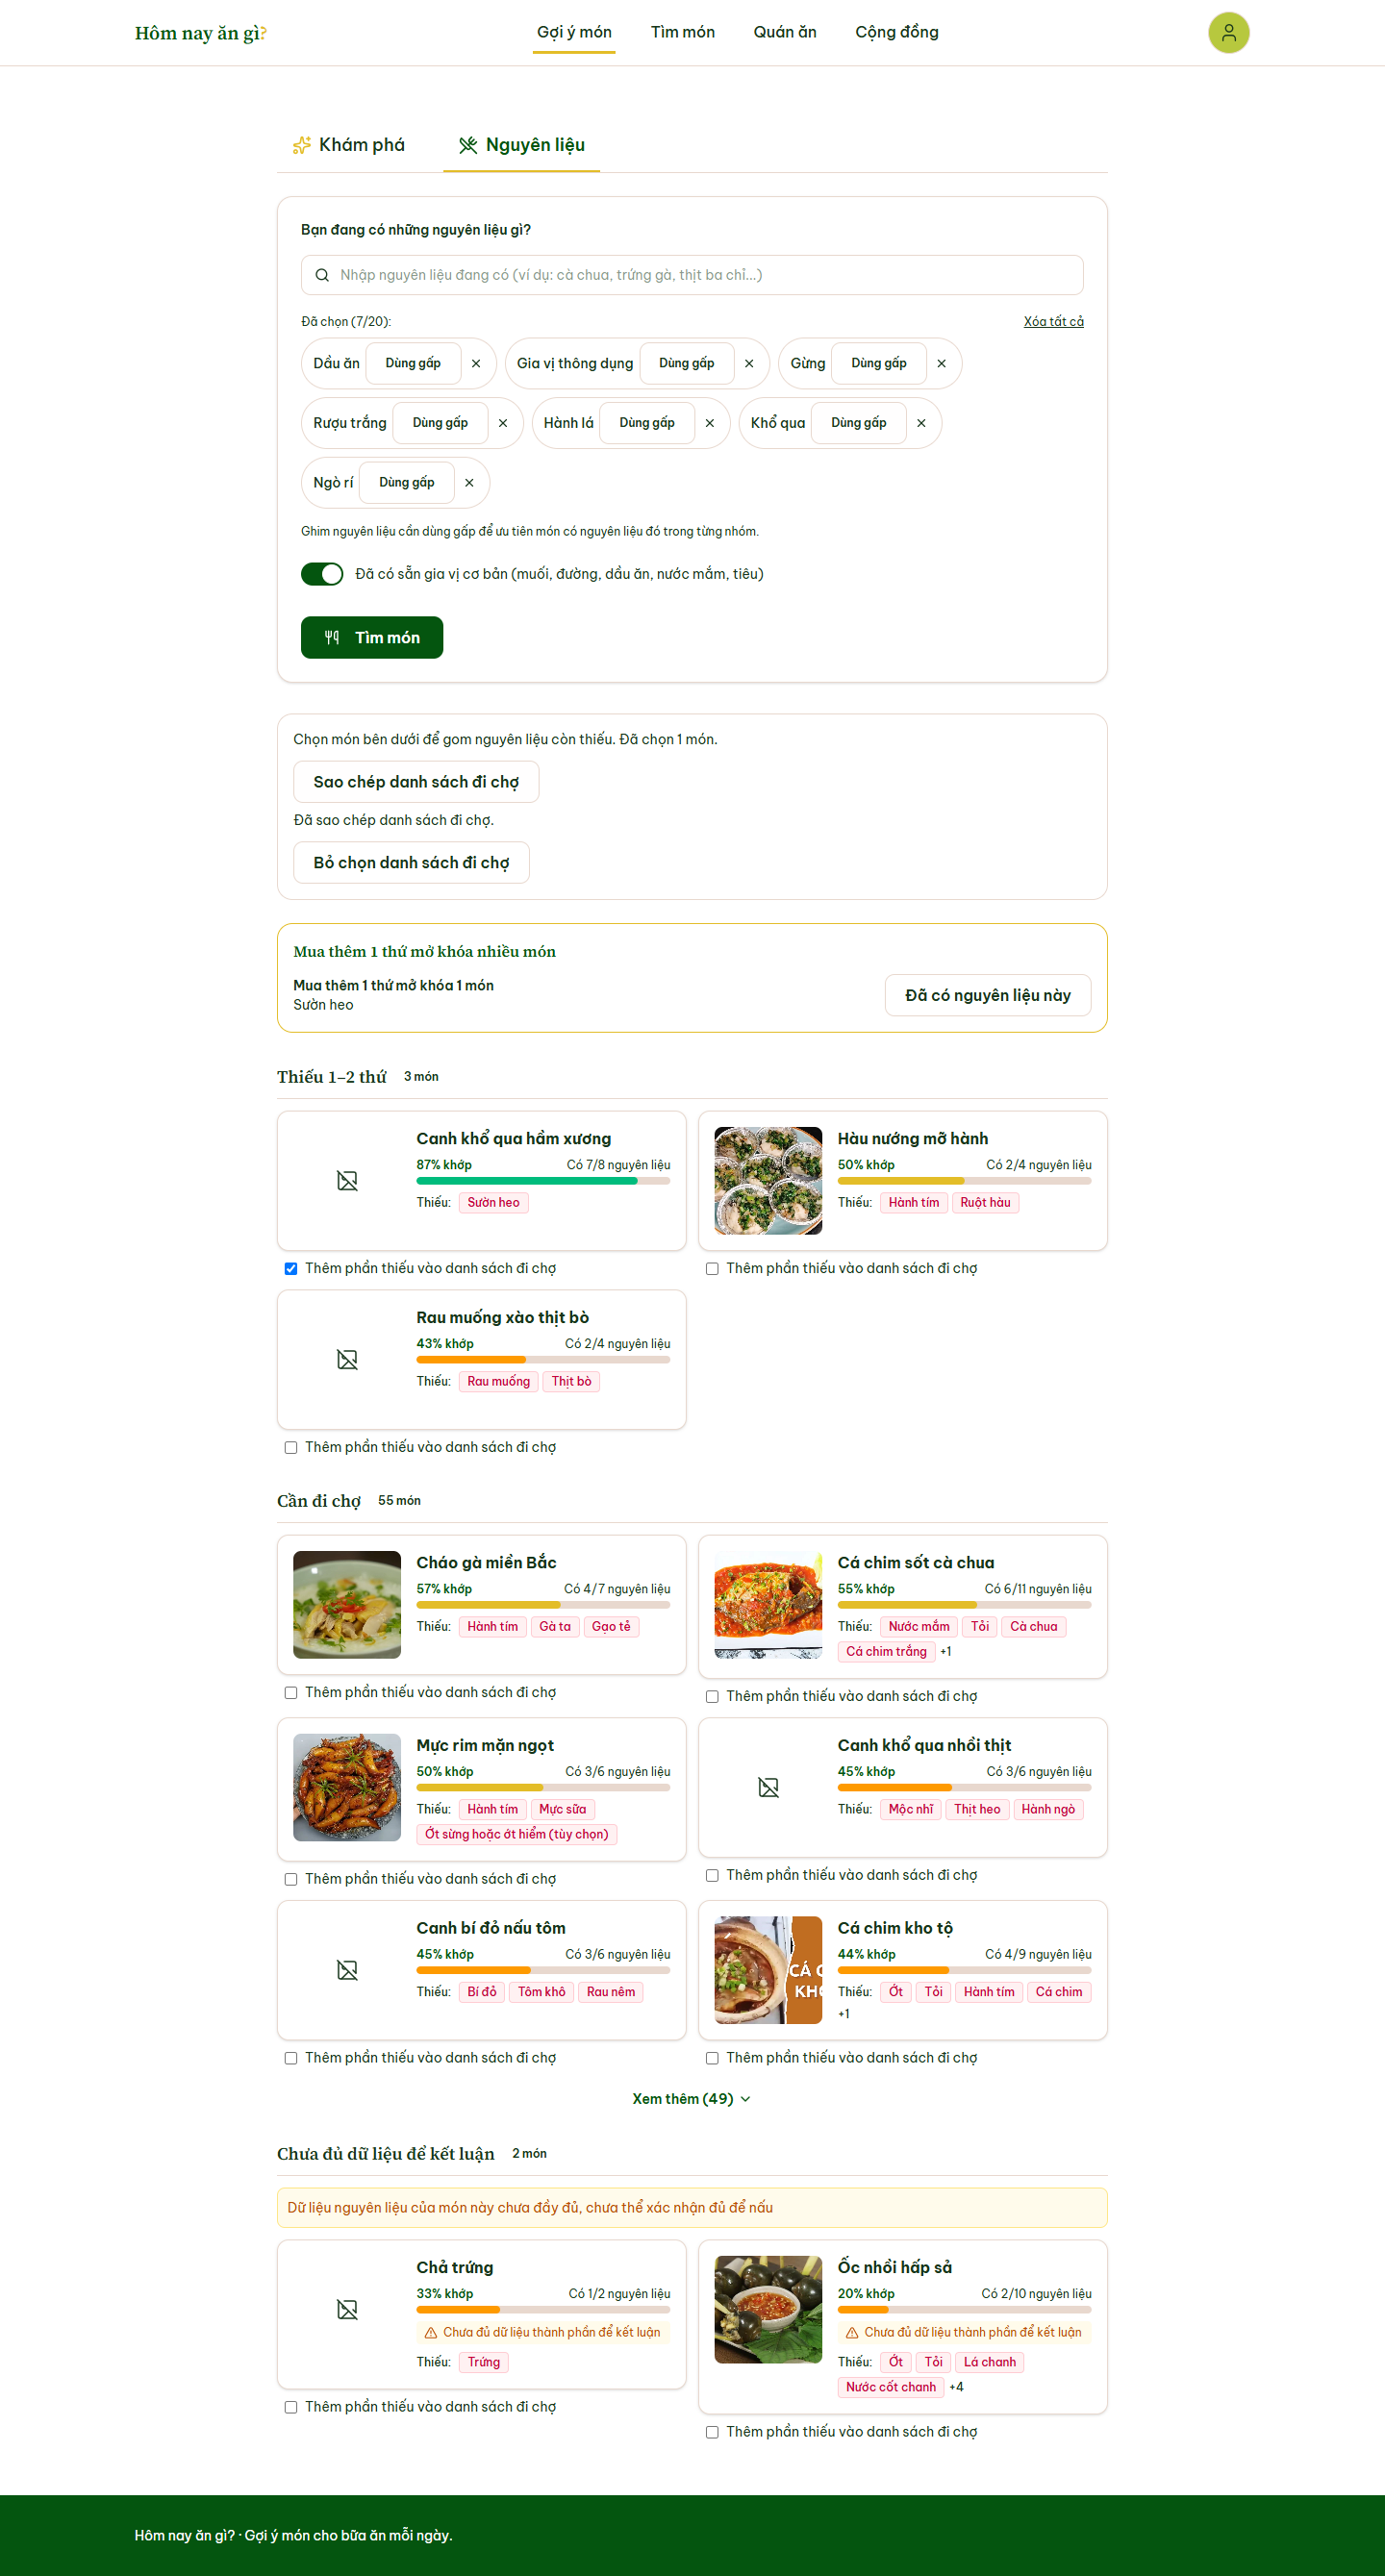 Hôm nay ăn gì?
Gợi ý món
Tìm món
Quán ăn
Cộng đồng
Khám phá
Nguyên liệu
Bạn đang có những nguyên liệu gì?
Nhập nguyên liệu đang có (ví dụ: cà chua, trứng gà, thịt ba chỉ...)
Đã chọn (7/20):
Xóa tất cả
Dầu ăn Dùng gấp ×
Gia vị thông dụng Dùng gấp ×
Gừng Dùng gấp ×
Rượu trắng Dùng gấp ×
Hành lá Dùng gấp ×
Khổ qua Dùng gấp ×
Ngò rí Dùng gấp ×
Ghim nguyên liệu cần dùng gấp để ưu tiên món có nguyên liệu đó trong từng nhóm.
Đã có sẵn gia vị cơ bản (muối, đường, dầu ăn, nước mắm, tiêu)
Tìm món
Chọn món bên dưới để gom nguyên liệu còn thiếu. Đã chọn 1 món.
Sao chép danh sách đi chợ
Đã sao chép danh sách đi chợ.
Bỏ chọn danh sách đi chợ
Mua thêm 1 thứ mở khóa nhiều món
Mua thêm 1 thứ mở khóa 1 món
Sườn heo
Đã có nguyên liệu này
Thiếu 1–2 thứ 3 món
Canh khổ qua hầm xương
87% khớp Có 7/8 nguyên liệu
Thiếu: Sườn heo
Thêm phần thiếu vào danh sách đi chợ
Hàu nướng mỡ hành
50% khớp Có 2/4 nguyên liệu
Thiếu: Hành tím Ruột hàu
Thêm phần thiếu vào danh sách đi chợ
Rau muống xào thịt bò
43% khớp Có 2/4 nguyên liệu
Thiếu: Rau muống Thịt bò
Thêm phần thiếu vào danh sách đi chợ
Cần đi chợ 55 món
Cháo gà miền Bắc
57% khớp Có 4/7 nguyên liệu
Thiếu: Hành tím Gà ta Gạo tẻ
Thêm phần thiếu vào danh sách đi chợ
Cá chim sốt cà chua
55% khớp Có 6/11 nguyên liệu
Thiếu: Nước mắm Tỏi Cà chua
Cá chim trắng +1
Thêm phần thiếu vào danh sách đi chợ
Mực rim mặn ngọt
50% khớp Có 3/6 nguyên liệu
Thiếu: Hành tím Mực sữa
Ớt sừng hoặc ớt hiểm (tùy chọn)
Thêm phần thiếu vào danh sách đi chợ
Canh khổ qua nhồi thịt
45% khớp Có 3/6 nguyên liệu
Thiếu: Mộc nhĩ Thịt heo Hành ngò
Thêm phần thiếu vào danh sách đi chợ
Canh bí đỏ nấu tôm
45% khớp Có 3/6 nguyên liệu
Thiếu: Bí đỏ Tôm khô Rau nêm
Thêm phần thiếu vào danh sách đi chợ
CÁ C
KHO
Cá chim kho tộ
44% khớp Có 4/9 nguyên liệu
Thiếu: Ớt Tỏi Hành tím Cá chim
+1
Thêm phần thiếu vào danh sách đi chợ
Xem thêm (49)
Chưa đủ dữ liệu để kết luận 2 món
Dữ liệu nguyên liệu của món này chưa đầy đủ, chưa thể xác nhận đủ để nấu
Chả trứng
33% khớp Có 1/2 nguyên liệu
Chưa đủ dữ liệu thành phần để kết luận
Thiếu: Trứng
Thêm phần thiếu vào danh sách đi chợ
Ốc nhồi hấp sả
20% khớp Có 2/10 nguyên liệu
Chưa đủ dữ liệu thành phần để kết luận
Thiếu: Ớt Tỏi Lá chanh
Nước cốt chanh +4
Thêm phần thiếu vào danh sách đi chợ
Hôm nay ăn gì? · Gợi ý món cho bữa ăn mỗi ngày.